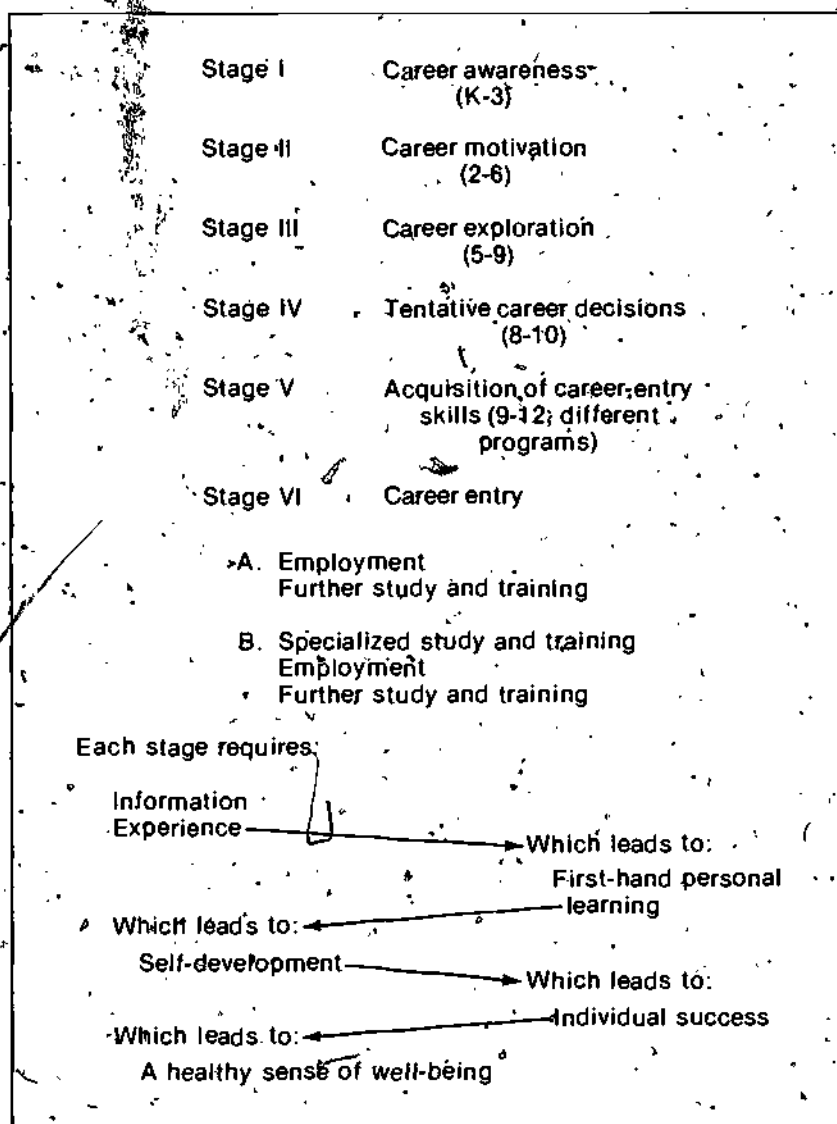 Stage I Career awareness
(K-3)
Stage II Career motivation
(2-6)
Stage III Career exploration
(5-9)
Stage IV Tentative career decisions
(8-10)
Stage V Acquisition of career-entry
skills (9-12; different
programs)
Stage VI Career entry
A. Employment
Further study and training
B. Specialized study and training
Employment
Further study and training
Each stage requires:
Information
Experience
Which leads to:
First-hand personal
learning
Which leads to:
Self-development
Which leads to:
Individual success
Which leads to:
A healthy sense of well-being